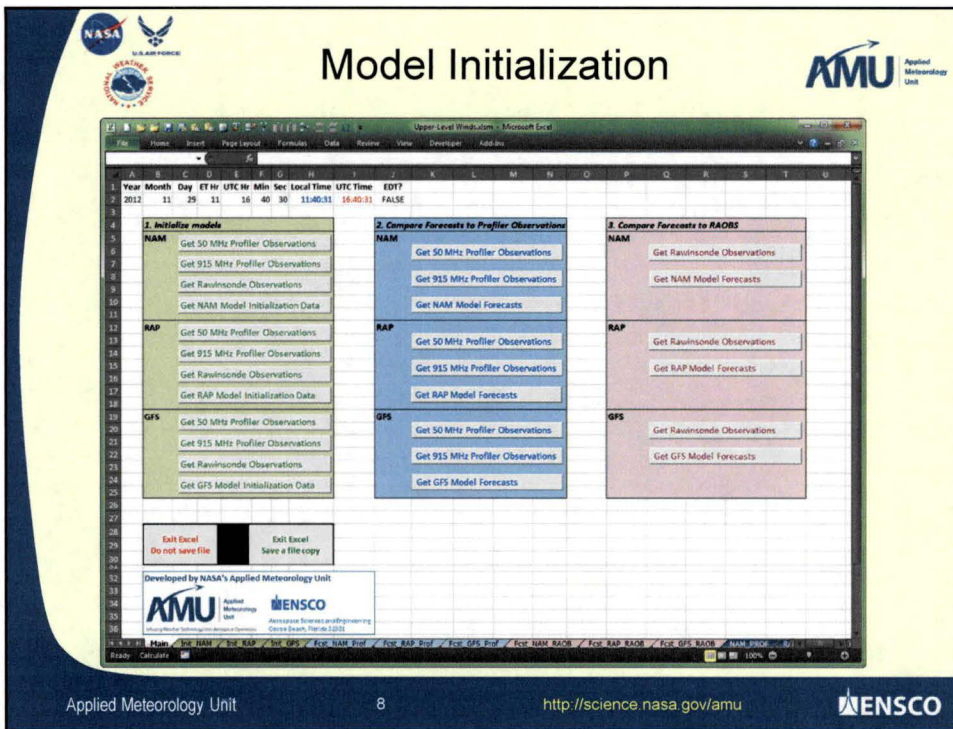 NASA
U.S. AIR FORCE
NATIONAL WEATHER SERVICE
Model Initialization
AMU Applied Meteorology Unit
Upper-Level Winds.xlsm - Microsoft Excel
File Home Insert Page Layout Formulas Data Review View Developer Add-Ins
A B C D E F G H I J K L M N O P Q R S T U
1 Year Month Day ET Hr UTC Hr Min Sec Local Time UTC Time EDT?
2 2012 11 29 11 16 40 30 11:40:31 16:40:31 FALSE
1. Initialize models
NAM
Get 50 MHz Profiler Observations
Get 915 MHz Profiler Observations
Get Rawinsonde Observations
Get NAM Model Initialization Data
RAP
Get 50 MHz Profiler Observations
Get 915 MHz Profiler Observations
Get Rawinsonde Observations
Get RAP Model Initialization Data
GFS
Get 50 MHz Profiler Observations
Get 915 MHz Profiler Observations
Get Rawinsonde Observations
Get GFS Model Initialization Data
2. Compare Forecasts to Profiler Observations
NAM
Get 50 MHz Profiler Observations
Get 915 MHz Profiler Observations
Get NAM Model Forecasts
RAP
Get 50 MHz Profiler Observations
Get 915 MHz Profiler Observations
Get RAP Model Forecasts
GFS
Get 50 MHz Profiler Observations
Get 915 MHz Profiler Observations
Get GFS Model Forecasts
3. Compare Forecasts to RAOBS
NAM
Get Rawinsonde Observations
Get NAM Model Forecasts
RAP
Get Rawinsonde Observations
Get RAP Model Forecasts
GFS
Get Rawinsonde Observations
Get GFS Model Forecasts
Exit Excel
Do not save file
Exit Excel
Save a file copy
Developed by NASA's Applied Meteorology Unit
AMU Applied Meteorology Unit
ENSCO
Aerospace Sciences and Engineering
Cocoa Beach, Florida 32931
Main Init_NAM Init_RAP Init_GFS Fcst_NAM_Prof Fcst_RAP_Prof Fcst_GFS_Prof Fcst_NAM_RAOB Fcst_RAP_RAOB Fcst_GFS_RAOB NAM_PROF
Ready Calculate 100%
Applied Meteorology Unit 8 http://science.nasa.gov/amu ENSCO